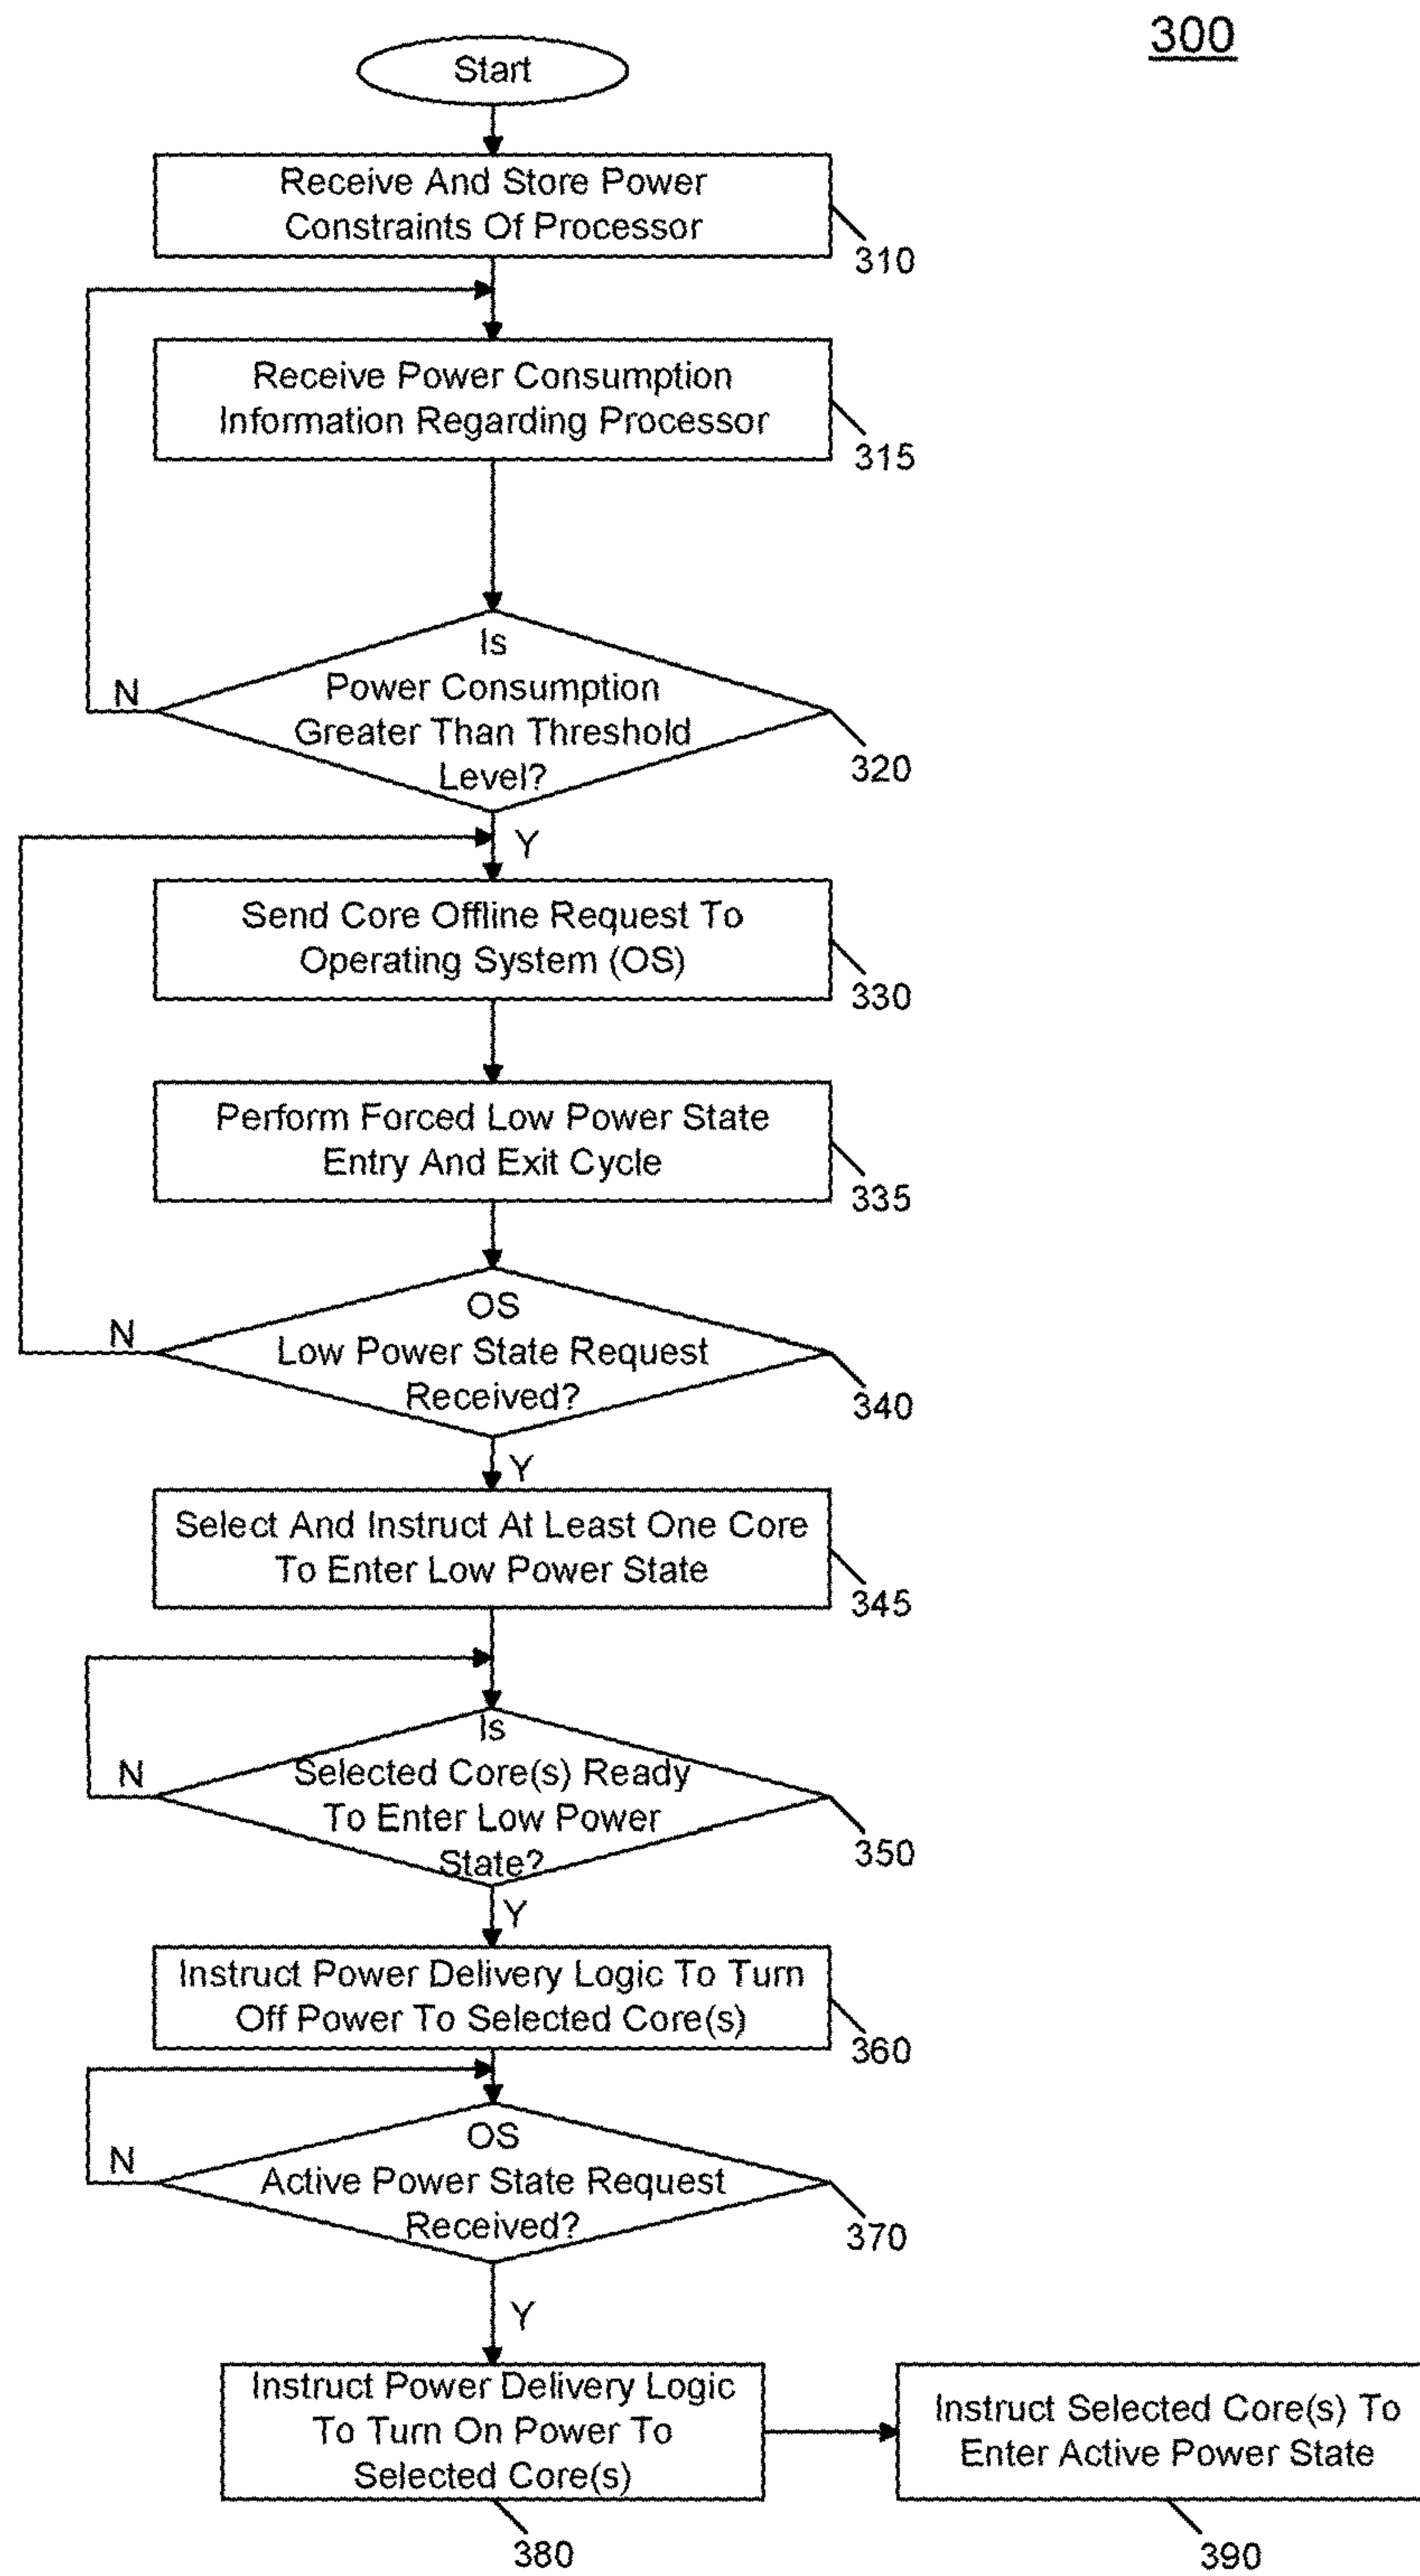 300
Start
Receive And Store Power
Constraints Of Processor
310
Receive Power Consumption
Information Regarding Processor
315
Is
Power Consumption
Greater Than Threshold
Level?
N
320
Y
Send Core Offline Request To
Operating System (OS)
330
Perform Forced Low Power State
Entry And Exit Cycle
335
OS
Low Power State Request
Received?
N
340
Y
Select And Instruct At Least One Core
To Enter Low Power State
345
Is
Selected Core(s) Ready
To Enter Low Power
State?
N
350
Y
Instruct Power Delivery Logic To Turn
Off Power To Selected Core(s)
360
OS
Active Power State Request
Received?
N
370
Y
Instruct Power Delivery Logic
To Turn On Power To
Selected Core(s)
380
Instruct Selected Core(s) To
Enter Active Power State
390